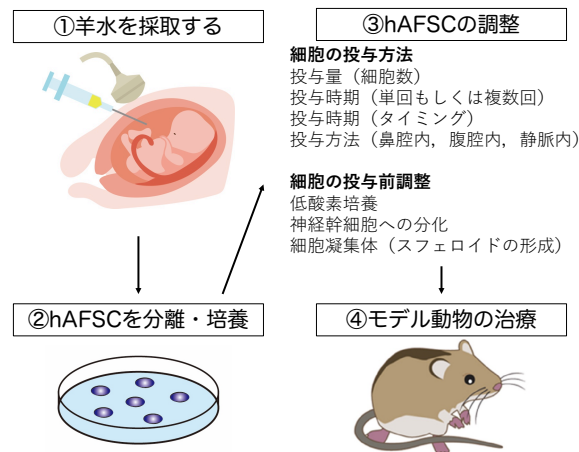 ①羊水を採取する
②hAFSCを分離・培養
③hAFSCの調整
細胞の投与方法
投与量（細胞数）
投与時期（単回もしくは複数回）
投与時期（タイミング）
投与方法（鼻腔内，腹腔内，静脈内）
細胞の投与前調整
低酸素培養
神経幹細胞への分化
細胞凝集体（スフェロイドの形成）
④モデル動物の治療